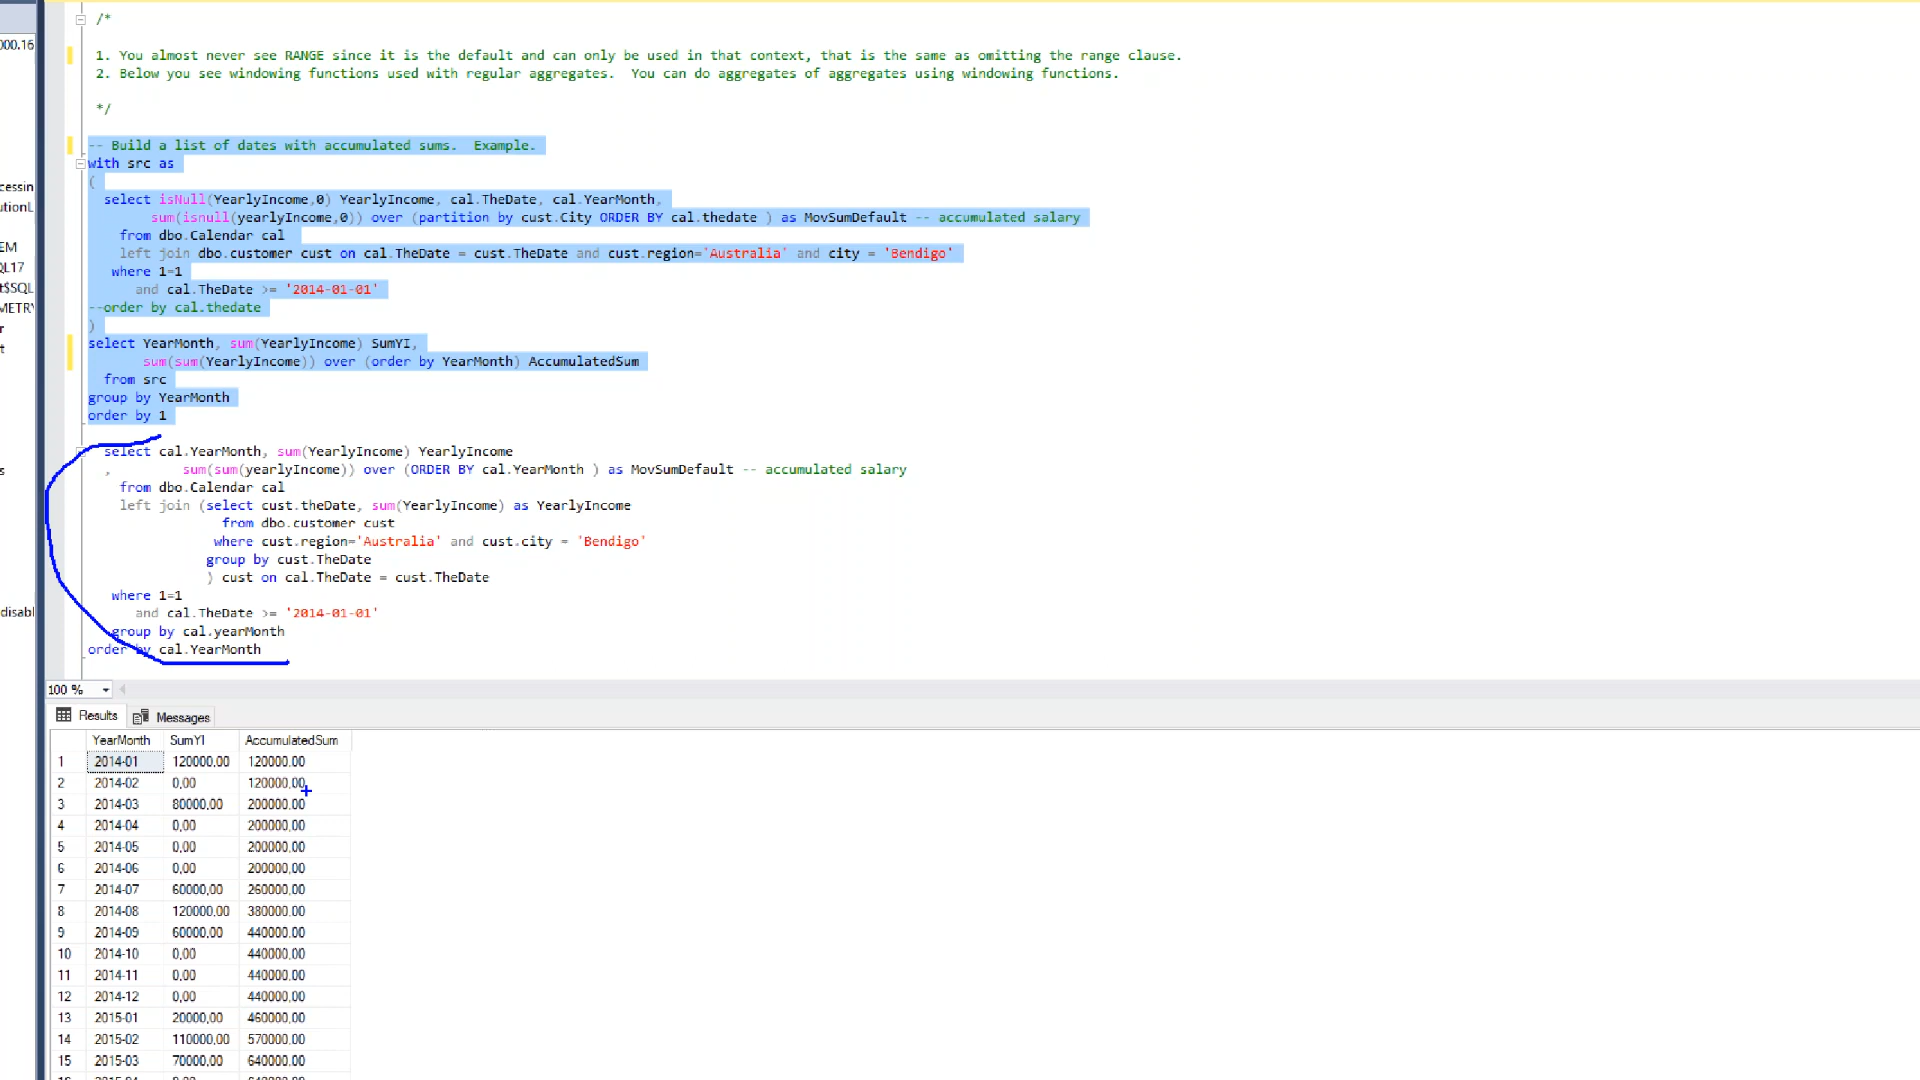 /*
1. You almost never see RANGE since it is the default and can only be used in that context, that is the same as omitting the range clause.
2. Below you see windowing functions used with regular aggregates.  You can do aggregates of aggregates using windowing functions.
*/
-- Build a list of dates with accumulated sums.  Example.
with src as
(
select isNull(YearlyIncome,0) YearlyIncome, cal.TheDate, cal.YearMonth,
sum(isnull(yearlyIncome,0)) over (partition by cust.City ORDER BY cal.thedate ) as MovSumDefault -- accumulated salary
from dbo.Calendar cal
left join dbo.customer cust on cal.TheDate = cust.TheDate and cust.region='Australia' and city = 'Bendigo'
where 1=1
and cal.TheDate >= '2014-01-01'
--order by cal.thedate
)
select YearMonth, sum(YearlyIncome) SumYI,
sum(sum(YearlyIncome)) over (order by YearMonth) AccumulatedSum
from src
group by YearMonth
order by 1
select cal.YearMonth, sum(YearlyIncome) YearlyIncome
, sum(sum(yearlyIncome)) over (ORDER BY cal.YearMonth ) as MovSumDefault -- accumulated salary
from dbo.Calendar cal
left join (select cust.theDate, sum(YearlyIncome) as YearlyIncome
from dbo.customer cust
where cust.region='Australia' and cust.city = 'Bendigo'
group by cust.TheDate
) cust on cal.TheDate = cust.TheDate
where 1=1
and cal.TheDate >= '2014-01-01'
group by cal.yearMonth
order by cal.YearMonth
100 %
Results Messages
YearMonth SumYI AccumulatedSum
1 2014-01 120000.00 120000.00
2 2014-02 0.00 120000.00
3 2014-03 80000.00 200000.00
4 2014-04 0.00 200000.00
5 2014-05 0.00 200000.00
6 2014-06 0.00 200000.00
7 2014-07 60000.00 260000.00
8 2014-08 120000.00 380000.00
9 2014-09 60000.00 440000.00
10 2014-10 0.00 440000.00
11 2014-11 0.00 440000.00
12 2014-12 0.00 440000.00
13 2015-01 20000.00 460000.00
14 2015-02 110000.00 570000.00
15 2015-03 70000.00 640000.00